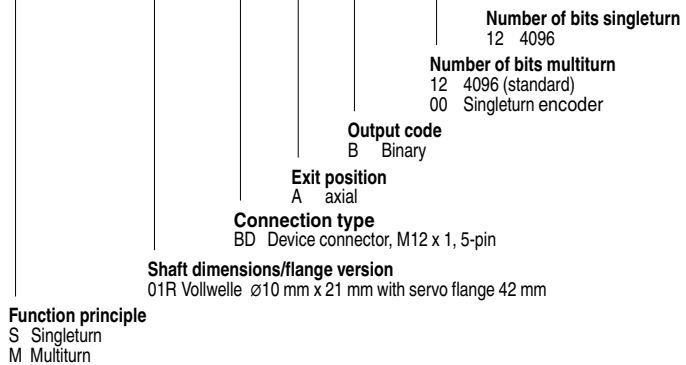 Number of bits singleturn
12 4096
Number of bits multiturn
12 4096 (standard)
00 Singleturn encoder
Output code
B Binary
Exit position
A axial
Connection type
BD Device connector, M12 x 1, 5-pin
Shaft dimensions/flange version
01R Vollwelle ⌀10 mm x 21 mm with servo flange 42 mm
Function principle
S Singleturn
M Multiturn